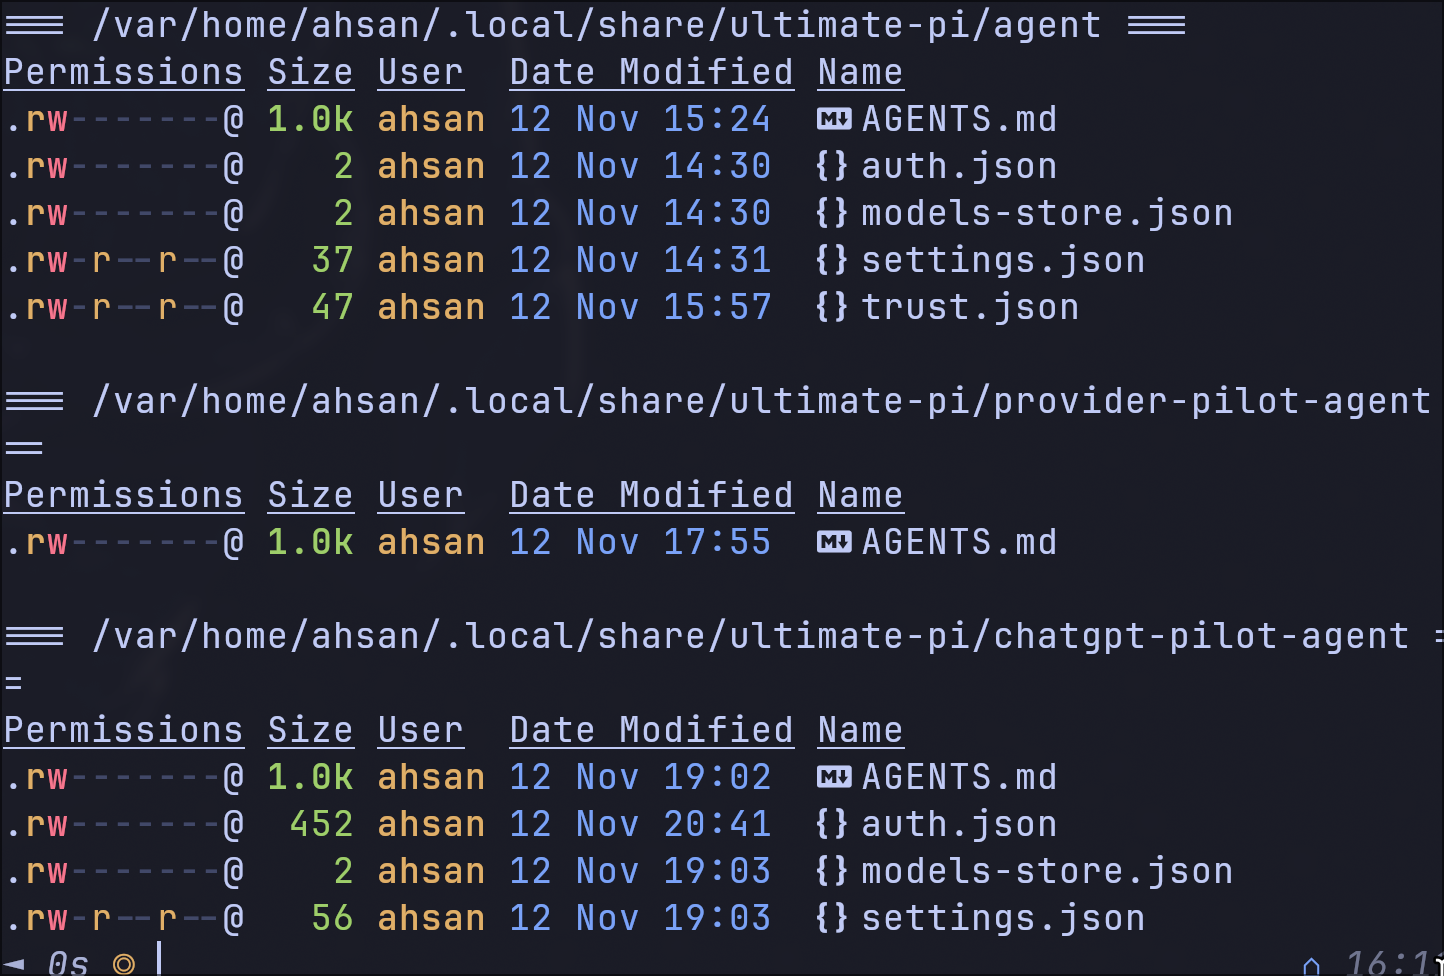 === /var/home/ahsan/.local/share/ultimate-pi/agent ===
Permissions Size User  Date Modified Name
.rw-------@ 1.0k ahsan 12 Nov 15:24  AGENTS.md
.rw-------@    2 ahsan 12 Nov 14:30  {} auth.json
.rw-------@    2 ahsan 12 Nov 14:30  {} models-store.json
.rw-r--r--@   37 ahsan 12 Nov 14:31  {} settings.json
.rw-r--r--@   47 ahsan 12 Nov 15:57  {} trust.json
=== /var/home/ahsan/.local/share/ultimate-pi/provider-pilot-agent
==
Permissions Size User  Date Modified Name
.rw-------@ 1.0k ahsan 12 Nov 17:55  AGENTS.md
=== /var/home/ahsan/.local/share/ultimate-pi/chatgpt-pilot-agent =
=
Permissions Size User  Date Modified Name
.rw-------@ 1.0k ahsan 12 Nov 19:02  AGENTS.md
.rw-------@  452 ahsan 12 Nov 20:41  {} auth.json
.rw-------@    2 ahsan 12 Nov 19:03  {} models-store.json
.rw-r--r--@   56 ahsan 12 Nov 19:03  {} settings.json
0s